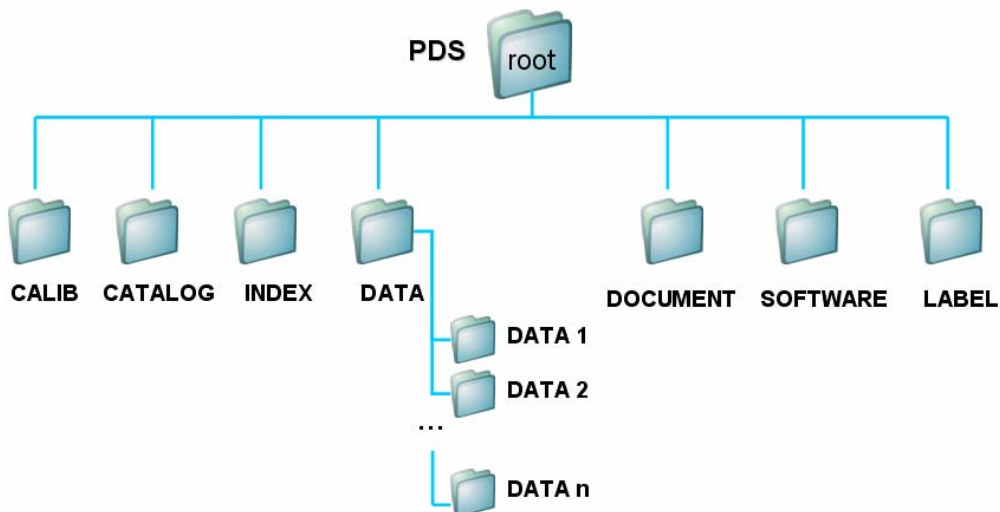 PDS
root
CALIB CATALOG INDEX DATA DOCUMENT SOFTWARE LABEL
DATA 1
DATA 2
...
DATA n